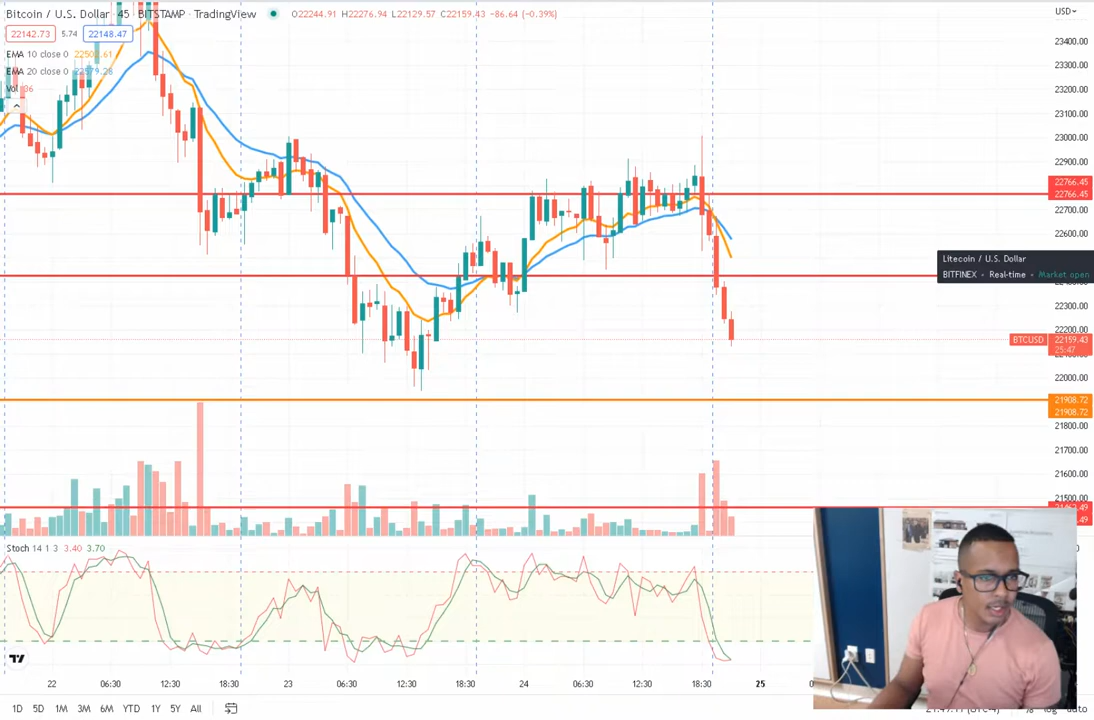 Bitcoin / U.S. Dollar · 45 · BITSTAMP · TradingView O22244.91 H22276.94 L22129.57 C22159.43 -86.64 (-0.39%)
USD
22142.73 5.74 22148.47
EMA 10 close 0
EMA 20 close 0
Vol 36
23400.00
23300.00
23200.00
23100.00
23000.00
22900.00
22766.45
22766.45
22700.00
22600.00
Litecoin / U.S. Dollar
BITFINEX · Real-time · Market open
22300.00
22200.00
BTCUSD 22159.43
25:47
22000.00
21908.72
21908.72
21800.00
21700.00
21600.00
21500.00
Stoch 14 1 3 3.40 3.70
22 06:30 12:30 18:30 23 06:30 12:30 18:30 24 06:30 12:30 18:30 25
1D 5D 1M 3M 6M YTD 1Y 5Y All